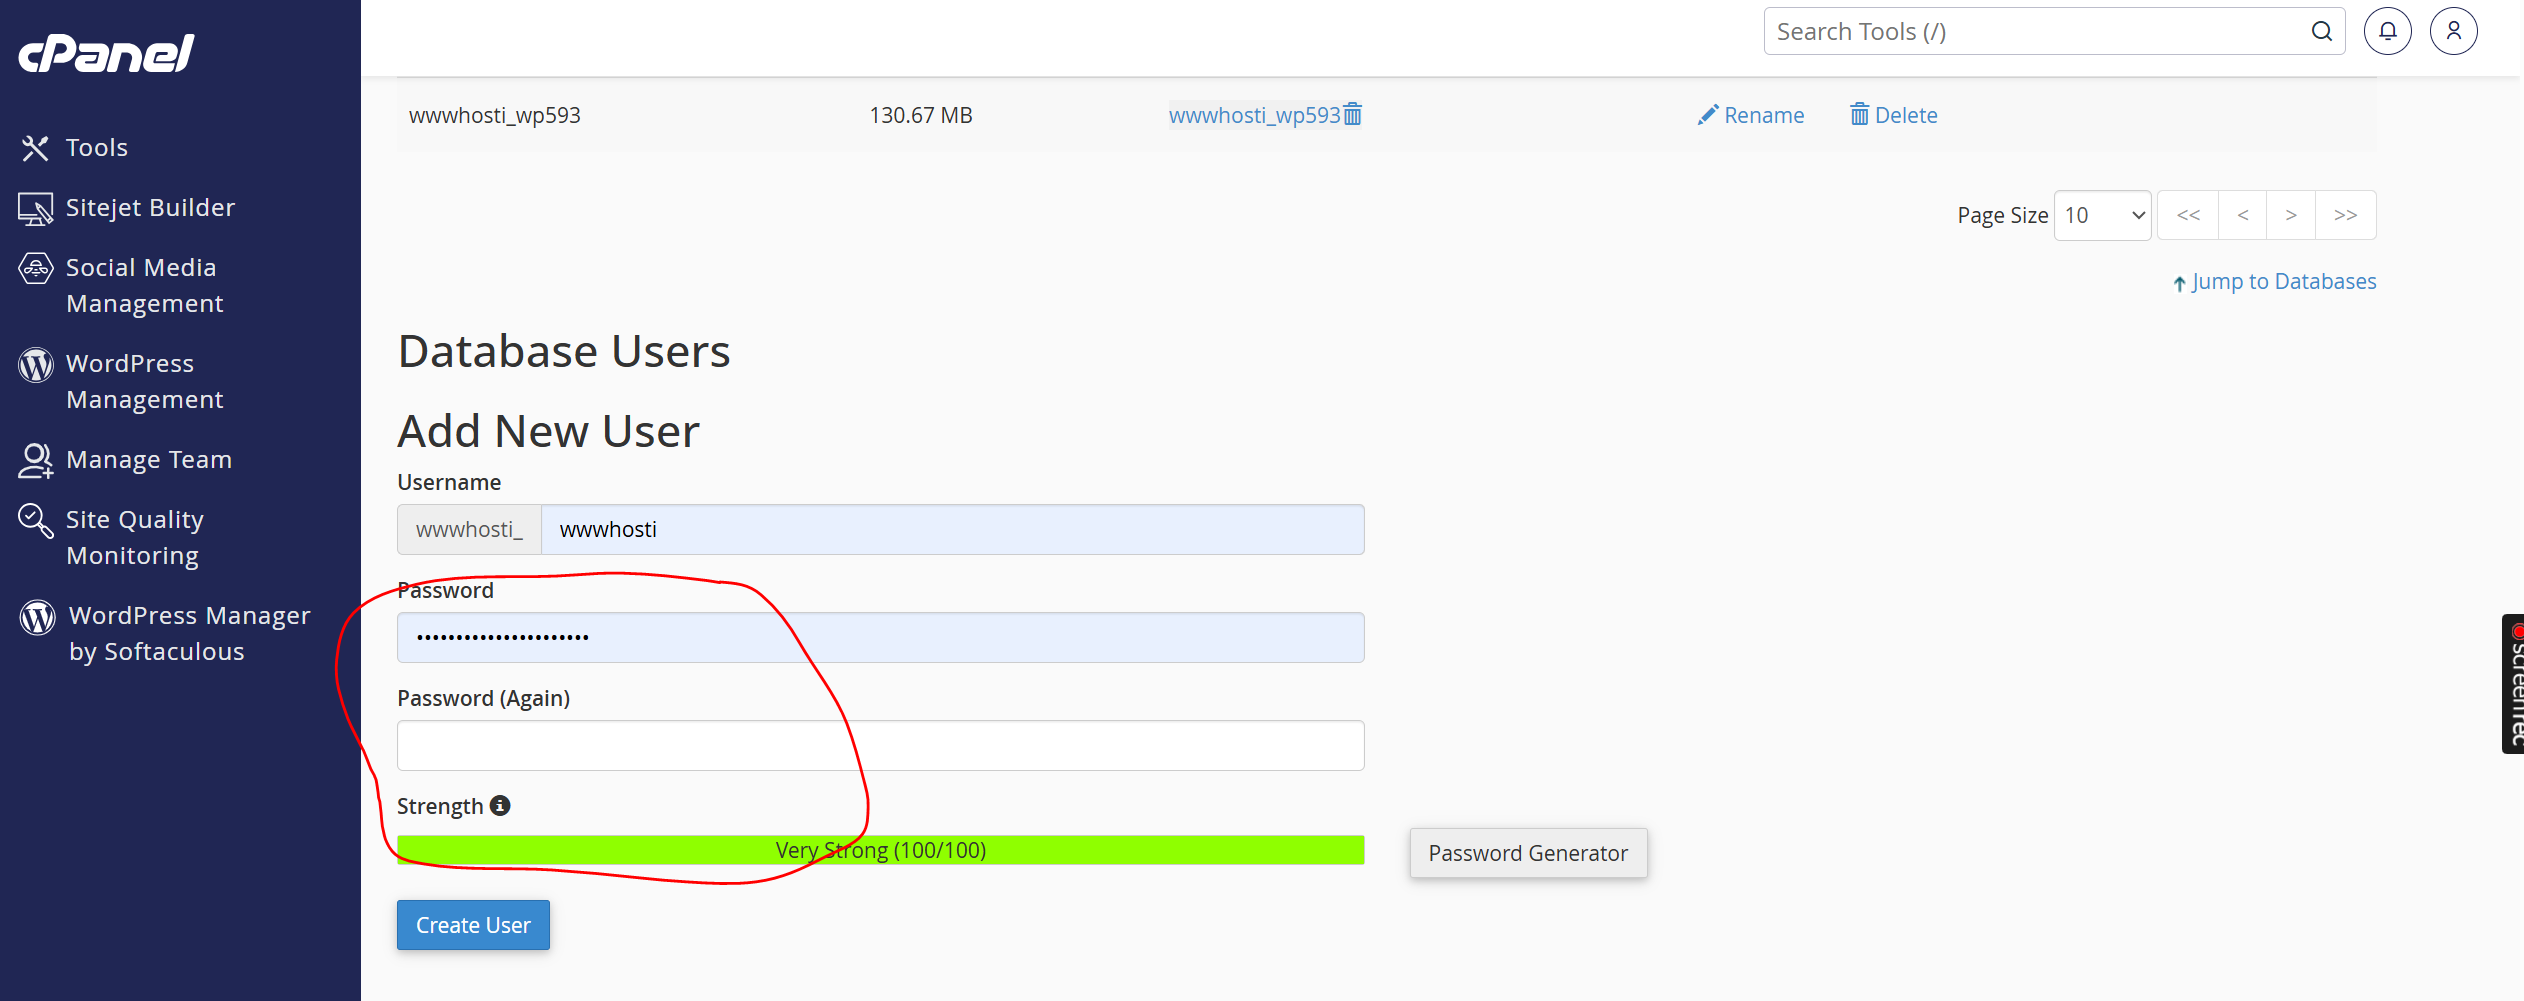 cPanel
Search Tools (/)
Tools
Sitejet Builder
Social Media
Management
WordPress
Management
Manage Team
Site Quality
Monitoring
WordPress Manager
by Softaculous
wwwhosti_wp593 130.67 MB wwwhosti_wp593 Rename Delete
Page Size 10 << < > >>
Jump to Databases
Database Users
Add New User
Username
wwwhosti_ wwwhosti
Password
••••••••••••••••••••••
Password (Again)
Strength
Very Strong (100/100)
Password Generator
Create User
screenrec